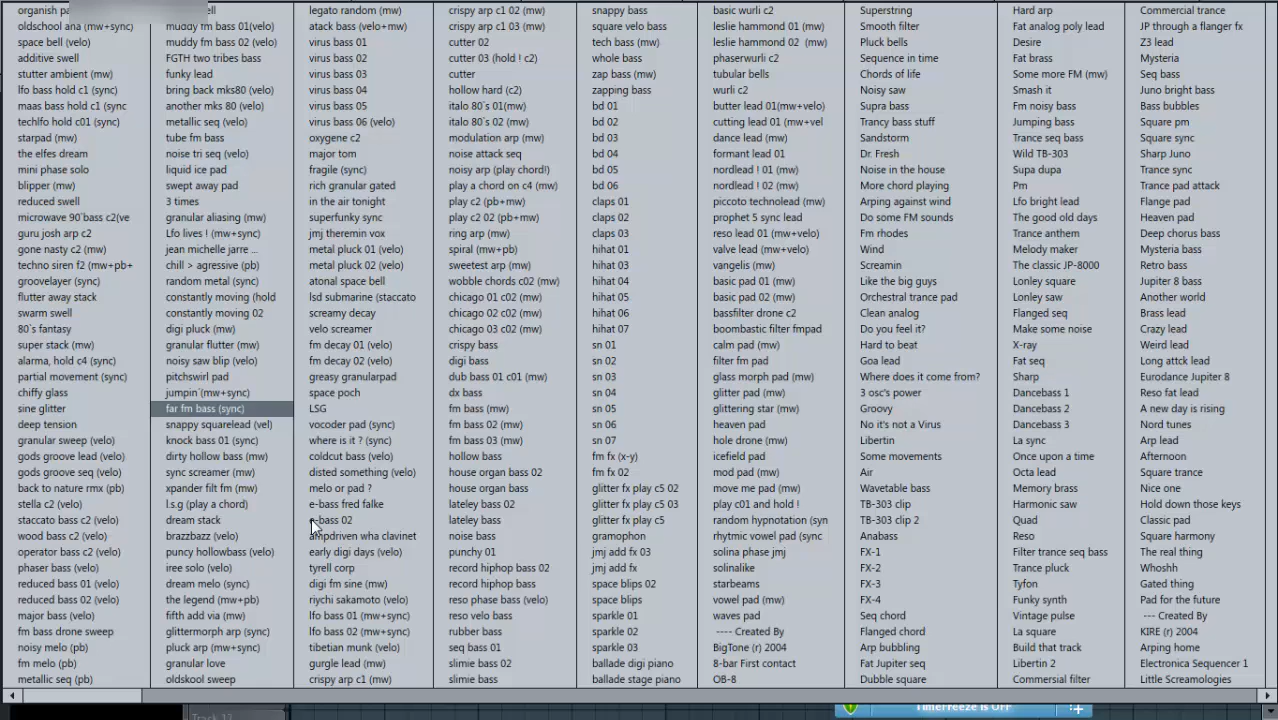 organish
oldschool ana (mw+sync)
space bell (velo)
additive swell
stutter ambient (mw)
lfo bass hold c1 (sync
maas bass hold c1 (sync
techlfo hold c01 (sync)
starpad (mw)
the elfes dream
mini phase solo
blipper (mw)
reduced swell
microwave 90´bass c2(ve
guru josh arp c2
gone nasty c2 (mw)
techno siren f2 (mw+pb+
groovelayer (sync)
flutter away stack
swarm swell
80´s fantasy
super stack (mw)
alarma, hold c4 (sync)
partial movement (sync)
chiffy glass
sine glitter
deep tension
granular sweep (velo)
gods groove lead (velo)
gods groove seq (velo)
back to nature rmx (pb)
stella c2 (velo)
staccato bass c2 (velo)
wood bass c2 (velo)
operator bass c2 (velo)
phaser bass (velo)
reduced bass 01 (velo)
reduced bass 02 (velo)
major bass (velo)
fm bass drone sweep
noisy melo (pb)
fm melo (pb)
metallic seq (pb)
muddy fm bass 01(velo)
muddy fm bass 02 (velo)
FGTH two tribes bass
funky lead
bring back mks80 (velo)
another mks 80 (velo)
metallic seq (velo)
tube fm bass
noise tri seq (velo)
liquid ice pad
swept away pad
3 times
granular aliasing (mw)
Lfo lives ! (mw+sync)
jean michelle jarre ...
chill > agressive (pb)
random metal (sync)
constantly moving (hold
constantly moving 02
digi pluck (mw)
granular flutter (mw)
noisy saw blip (velo)
pitchswirl pad
jumpin´(mw+sync)
far fm bass (sync)
snappy squarelead (vel)
knock bass 01 (sync)
dirty hollow bass (mw)
sync screamer (mw)
xpander filt fm (mw)
l.s.g (play a chord)
dream stack
brazzbazz (velo)
puncy hollowbass (velo)
iree solo (velo)
dream melo (sync)
the legend (mw+pb)
fifth add via (mw)
glittermorph arp (sync)
pluck arp (mw+sync)
granular love
oldskool sweep
legato random (mw)
atack bass (velo+mw)
virus bass 01
virus bass 02
virus bass 03
virus bass 04
virus bass 05
virus bass 06 (velo)
oxygene c2
major tom
fragile (sync)
rich granular gated
in the air tonight
superfunky sync
jmj theremin vox
metal pluck 01 (velo)
metal pluck 02 (velo)
atonal space bell
lsd submarine (staccato
screamy decay
velo screamer
fm decay 01 (velo)
fm decay 02 (velo)
greasy granularpad
space poch
LSG
vocoder pad (sync)
where is it ? (sync)
coldcut bass (velo)
disted something (velo)
melo or pad ?
e-bass fred falke
e-bass 02
ampdriven wha clavinet
early digi days (velo)
tyrell corp
digi fm sine (mw)
riychi sakamoto (velo)
lfo bass 01 (mw+sync)
lfo bass 02 (mw+sync)
tibetian munk (velo)
gurgle lead (mw)
crispy arp c1 (mw)
crispy arp c1 02 (mw)
crispy arp c1 03 (mw)
cutter 02
cutter 03 (hold ! c2)
cutter
hollow hard (c2)
italo 80´s 01(mw)
italo 80´s 02 (mw)
modulation arp (mw)
noise attack seq
noisy arp (play chord!)
play a chord on c4 (mw)
play c2 (pb+mw)
play c2 02 (pb+mw)
ring arp (mw)
spiral (mw+pb)
sweetest arp (mw)
wobble chords c02 (mw)
chicago 01 c02 (mw)
chicago 02 c02 (mw)
chicago 03 c02 (mw)
crispy bass
digi bass
dub bass 01 c01 (mw)
dx bass
fm bass (mw)
fm bass 02 (mw)
fm bass 03 (mw)
hollow bass
house organ bass 02
house organ bass
lateley bass 02
lateley bass
noise bass
punchy 01
record hiphop bass 02
record hiphop bass
reso phase bass (velo)
reso velo bass
rubber bass
seq bass 01
slimie bass 02
slimie bass
snappy bass
square velo bass
tech bass (mw)
whole bass
zap bass (mw)
zapping bass
bd 01
bd 02
bd 03
bd 04
bd 05
bd 06
claps 01
claps 02
claps 03
hihat 01
hihat 03
hihat 04
hihat 05
hihat 06
hihat 07
sn 01
sn 02
sn 03
sn 04
sn 05
sn 06
sn 07
fm fx (x-y)
fm fx 02
glitter fx play c5 02
glitter fx play c5 03
glitter fx play c5
gramophon
jmj add fx 03
jmj add fx
space blips 02
space blips
sparkle 01
sparkle 02
sparkle 03
ballade digi piano
ballade stage piano
basic wurli c2
leslie hammond 01 (mw)
leslie hammond 02 (mw)
phaserwurli c2
tubular bells
wurli c2
butter lead 01(mw+velo)
cutting lead 01 (mw+vel
dance lead (mw)
formant lead 01
nordlead ! 01 (mw)
nordlead ! 02 (mw)
piccoto technolead (mw)
prophet 5 sync lead
reso lead 01 (mw+velo)
valve lead (mw+velo)
vangelis (mw)
basic pad 01 (mw)
basic pad 02 (mw)
bassfilter drone c2
boombastic filter fmpad
calm pad (mw)
filter fm pad
glass morph pad (mw)
glitter pad (mw)
glittering star (mw)
heaven pad
hole drone (mw)
icefield pad
mod pad (mw)
move me pad (mw)
play c01 and hold !
random hypnotation (syn
rhytmic vowel pad (sync
solina phase jmj
solinalike
starbeams
vowel pad (mw)
waves pad
---- Created By
BigTone (r) 2004
8-bar First contact
OB-8
Superstring
Smooth filter
Pluck bells
Sequence in time
Chords of life
Noisy saw
Supra bass
Trancy bass stuff
Sandstorm
Dr. Fresh
Noise in the house
More chord playing
Arping against wind
Do some FM sounds
Fm rhodes
Wind
Screamin
Like the big guys
Orchestral trance pad
Clean analog
Do you feel it?
Hard to beat
Goa lead
Where does it come from?
3 osc's power
Groovy
No it's not a Virus
Libertin
Some movements
Air
Wavetable bass
TB-303 clip
TB-303 clip 2
Anabass
FX-1
FX-2
FX-3
FX-4
Seq chord
Flanged chord
Arp bubbling
Fat Jupiter seq
Dubble square
Hard arp
Fat analog poly lead
Desire
Fat brass
Some more FM (mw)
Smash it
Fm noisy bass
Jumping bass
Trance seq bass
Wild TB-303
Supa dupa
Pm
Lfo bright lead
The good old days
Trance anthem
Melody maker
The classic JP-8000
Lonley square
Lonley saw
Flanged seq
Make some noise
X-ray
Fat seq
Sharp
Dancebass 1
Dancebass 2
Dancebass 3
La sync
Once upon a time
Octa lead
Memory brass
Harmonic saw
Quad
Reso
Filter trance seq bass
Trance pluck
Tyfon
Funky synth
Vintage pulse
La square
Build that track
Libertin 2
Commersial filter
Commercial trance
JP through a flanger fx
Z3 lead
Mysteria
Seq bass
Juno bright bass
Bass bubbles
Square pm
Square sync
Sharp Juno
Trance sync
Trance pad attack
Flange pad
Heaven pad
Deep chorus bass
Mysteria bass
Retro bass
Jupiter 8 bass
Another world
Brass lead
Crazy lead
Weird lead
Long attck lead
Eurodance Jupiter 8
Reso fat lead
A new day is rising
Nord tunes
Arp lead
Afternoon
Square trance
Nice one
Hold down those keys
Classic pad
Square harmony
The real thing
Whoshh
Gated thing
Pad for the future
--- Created By
KIRE (r) 2004
Arping home
Electronica Sequencer 1
Little Screamologies
Track 17
TimeFreeze is OFF